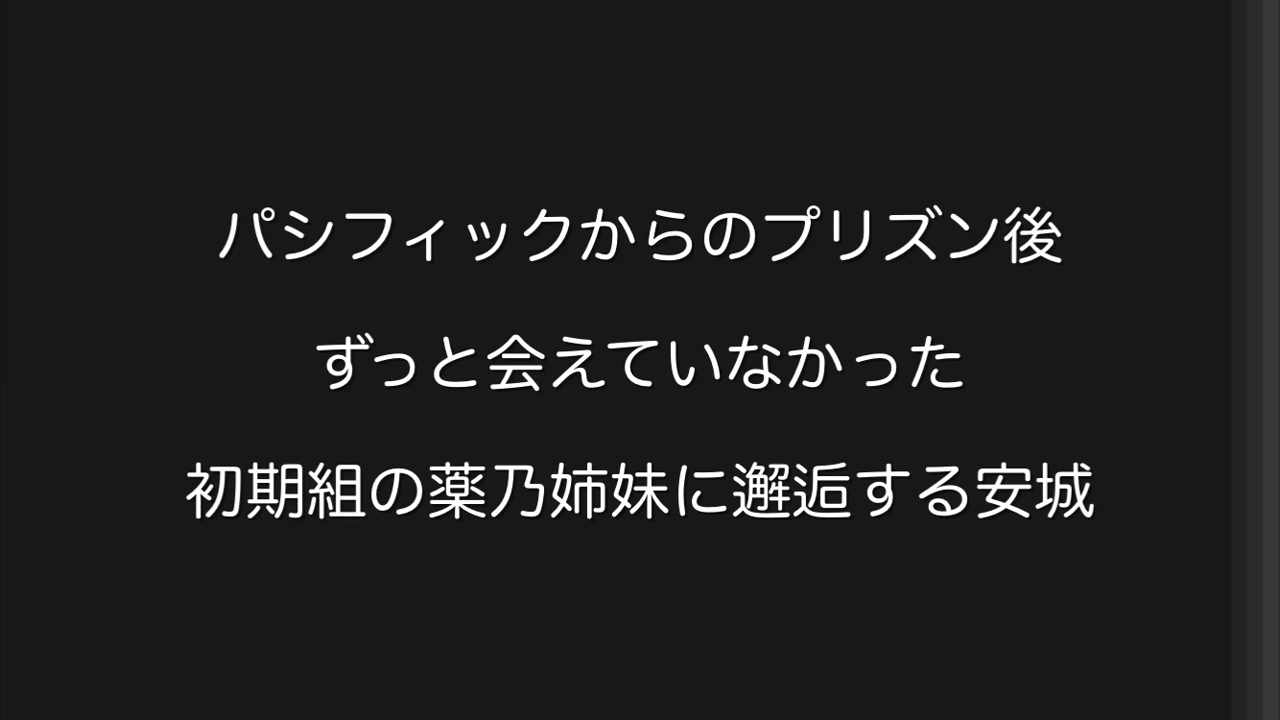 パシフィックからのプリズン後
ずっと会えていなかった
初期組の薬乃姉妹に邂逅する安城